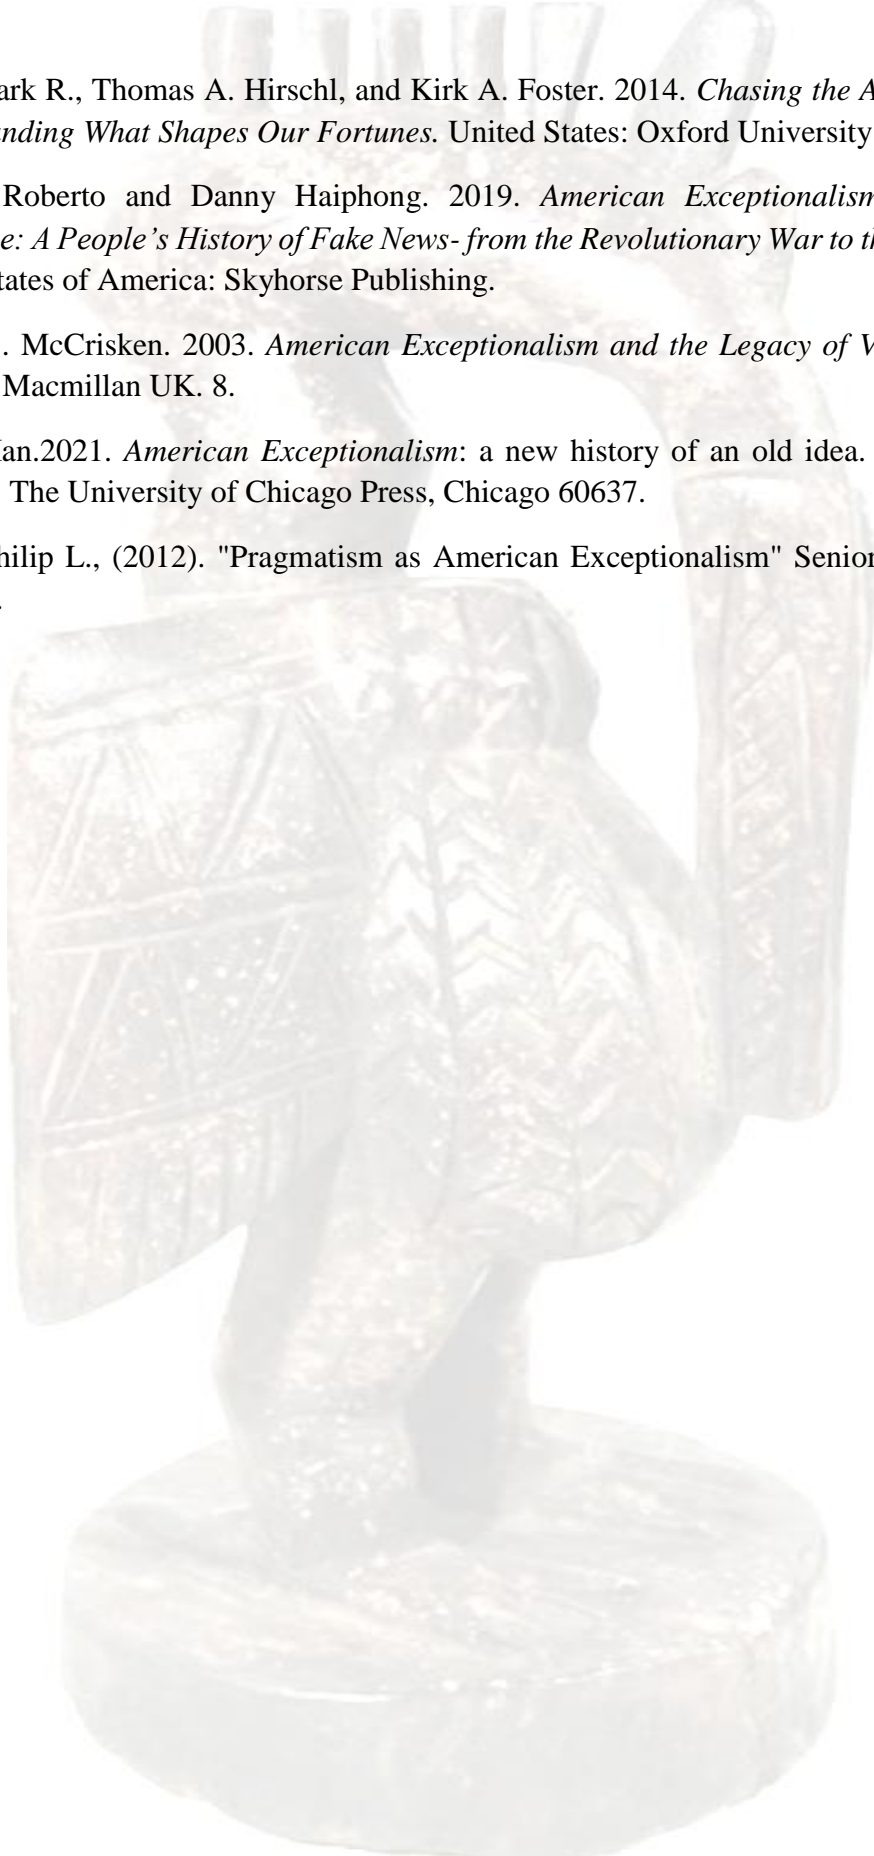 ark R., Thomas A. Hirschl, and Kirk A. Foster. 2014. Chasing the A
nding What Shapes Our Fortunes. United States: Oxford University
Roberto and Danny Haiphong. 2019. American Exceptionalism
e: A People’s History of Fake News- from the Revolutionary War to th
tates of America: Skyhorse Publishing.
. McCrisken. 2003. American Exceptionalism and the Legacy of V
Macmillan UK. 8.
an.2021. American Exceptionalism: a new history of an old idea.
The University of Chicago Press, Chicago 60637.
hilip L., (2012). "Pragmatism as American Exceptionalism" Senior
.